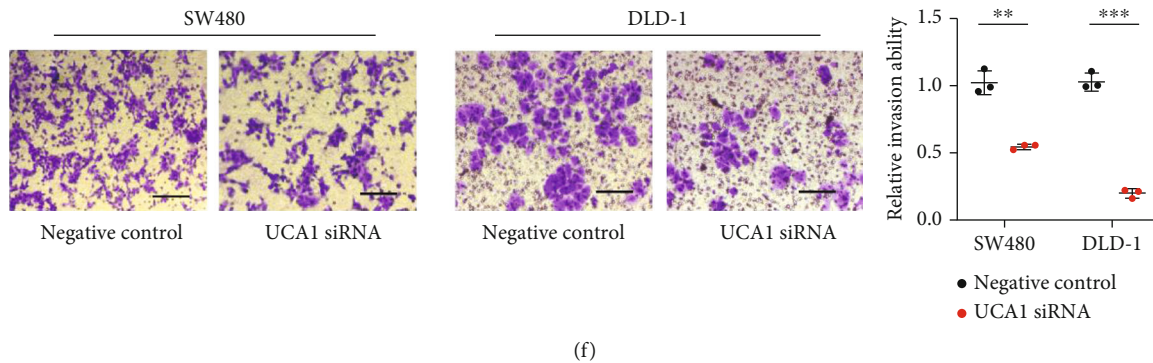 SW480
DLD-1
Negative control
UCA1 siRNA
Negative control
UCA1 siRNA
Relative invasion ability
1.5
1.0
0.5
0.0
**
***
SW480
DLD-1
Negative control
UCA1 siRNA
(f)